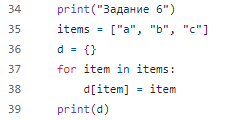 34 print("Задание 6")
35 items = ["a", "b", "c"]
36 d = {}
37 for item in items:
38 d[item] = item
39 print(d)